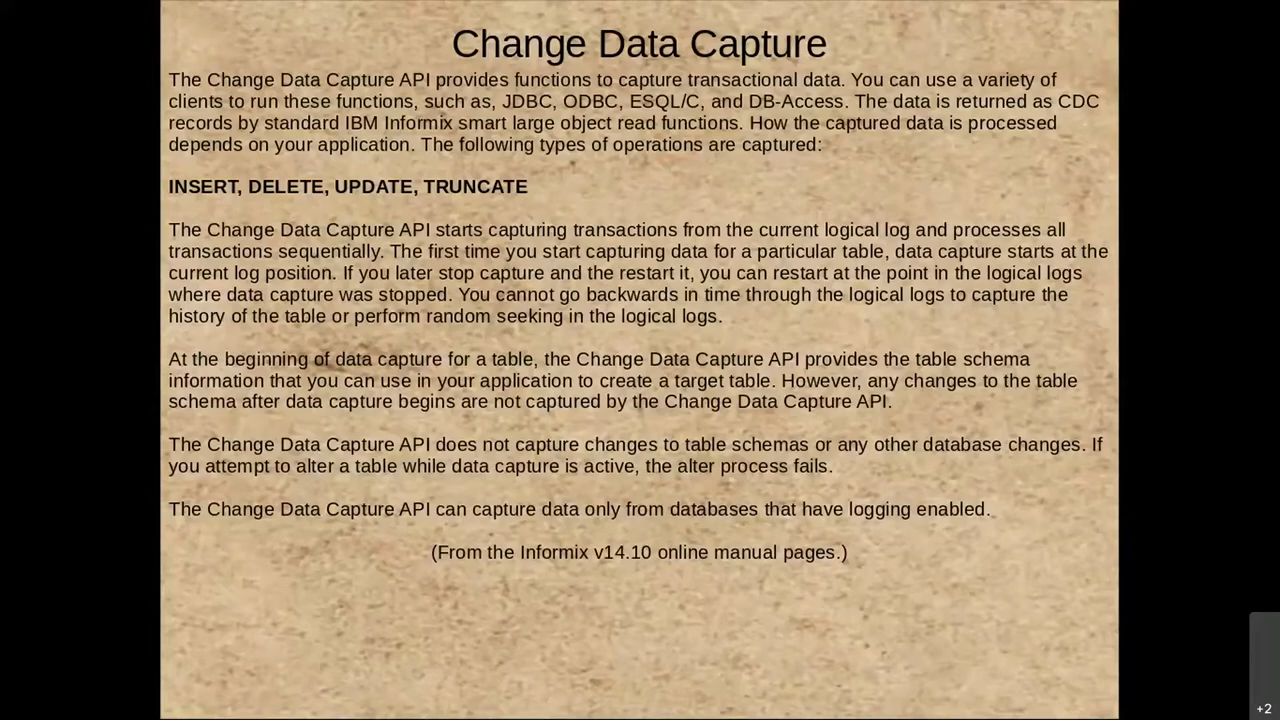 Change Data Capture
The Change Data Capture API provides functions to capture transactional data. You can use a variety of
clients to run these functions, such as, JDBC, ODBC, ESQL/C, and DB-Access. The data is returned as CDC
records by standard IBM Informix smart large object read functions. How the captured data is processed
depends on your application. The following types of operations are captured:
INSERT, DELETE, UPDATE, TRUNCATE
The Change Data Capture API starts capturing transactions from the current logical log and processes all
transactions sequentially. The first time you start capturing data for a particular table, data capture starts at the
current log position. If you later stop capture and the restart it, you can restart at the point in the logical logs
where data capture was stopped. You cannot go backwards in time through the logical logs to capture the
history of the table or perform random seeking in the logical logs.
At the beginning of data capture for a table, the Change Data Capture API provides the table schema
information that you can use in your application to create a target table. However, any changes to the table
schema after data capture begins are not captured by the Change Data Capture API.
The Change Data Capture API does not capture changes to table schemas or any other database changes. If
you attempt to alter a table while data capture is active, the alter process fails.
The Change Data Capture API can capture data only from databases that have logging enabled.
(From the Informix v14.10 online manual pages.)
+2